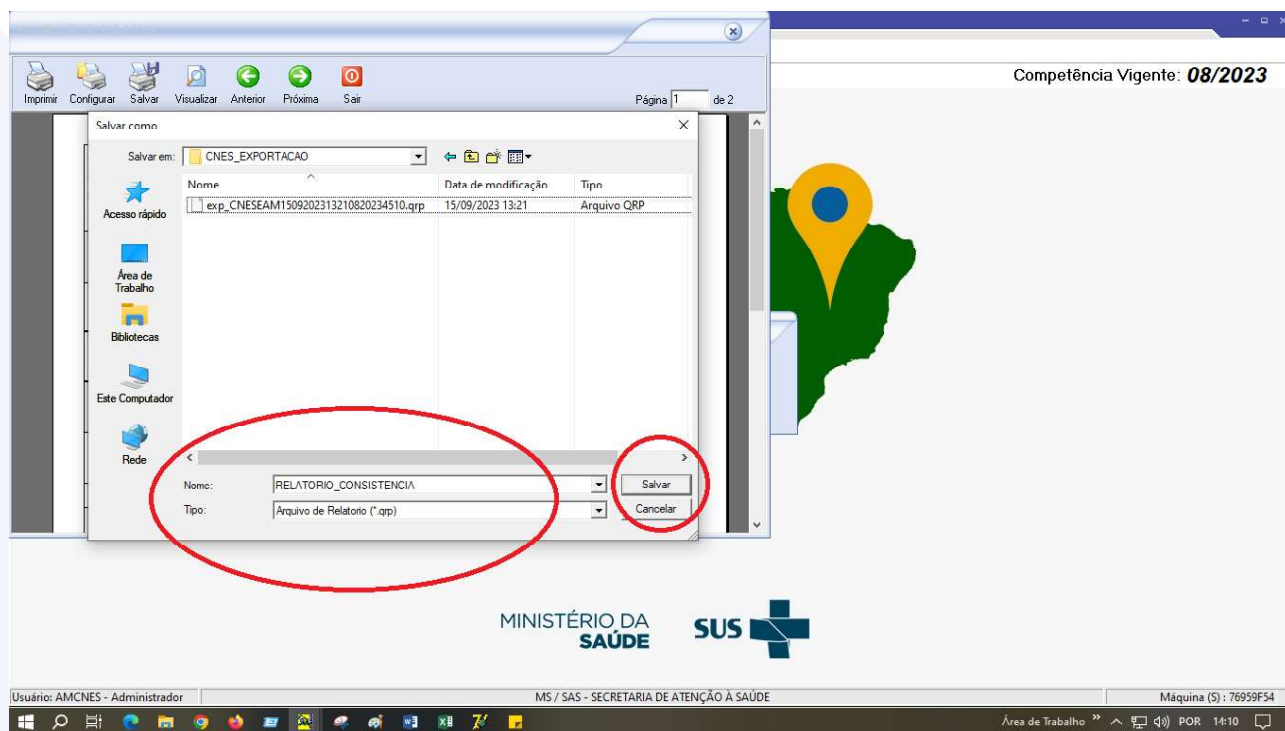 Competência Vigente: 08/2023
Imprimir Configurar Salvar Visualizar Anterior Próxima Sair
Página 1 de 2
Salvar como
Salvar em: CNES_EXPORTACAO
Nome Data de modificação Tipo
exp_CNESEAM1509202313210820234510.qrp 15/09/2023 13:21 Arquivo QRP
Acesso rápido
Área de
Trabalho
Bibliotecas
Este Computador
Rede
Nome: RELATORIO_CONSISTENCIA Salvar
Tipo: Arquivo de Relatorio (*.qrp) Cancelar
MINISTÉRIO DA
SAÚDE
SUS
Usuário: AMCNES - Administrador MS / SAS - SECRETARIA DE ATENÇÃO À SAÚDE Máquina (S) : 76959F54
Área de Trabalho POR 14:10